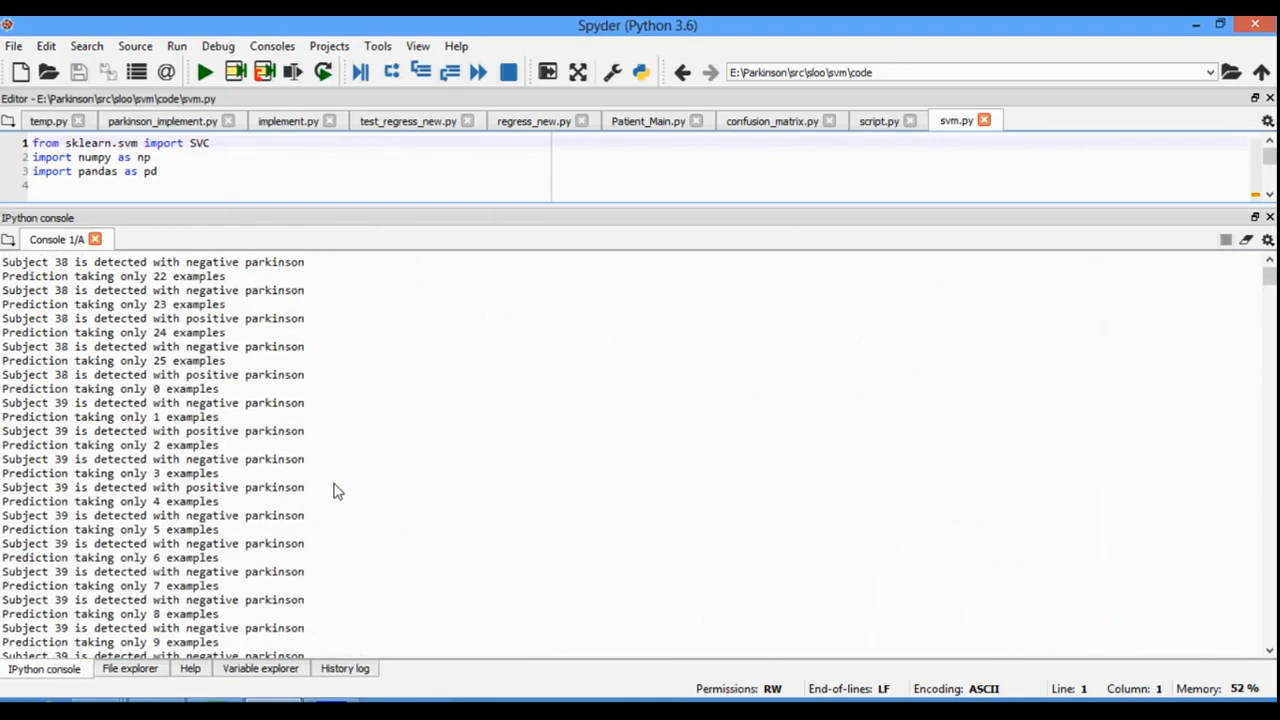 Spyder (Python 3.6)
File Edit Search Source Run Debug Consoles Projects Tools View Help
E:\Parkinson\src\sloo\svm\code
Editor - E:\Parkinson\src\sloo\svm\code\svm.py
temp.py parkinson_implement.py implement.py test_regress_new.py regress_new.py Patient_Main.py confusion_matrix.py script.py svm.py
1 from sklearn.svm import SVC
2 import numpy as np
3 import pandas as pd
4
IPython console
Console 1/A
Subject 38 is detected with negative parkinson
Prediction taking only 22 examples
Subject 38 is detected with negative parkinson
Prediction taking only 23 examples
Subject 38 is detected with positive parkinson
Prediction taking only 24 examples
Subject 38 is detected with negative parkinson
Prediction taking only 25 examples
Subject 38 is detected with positive parkinson
Prediction taking only 0 examples
Subject 39 is detected with negative parkinson
Prediction taking only 1 examples
Subject 39 is detected with positive parkinson
Prediction taking only 2 examples
Subject 39 is detected with negative parkinson
Prediction taking only 3 examples
Subject 39 is detected with positive parkinson
Prediction taking only 4 examples
Subject 39 is detected with negative parkinson
Prediction taking only 5 examples
Subject 39 is detected with negative parkinson
Prediction taking only 6 examples
Subject 39 is detected with negative parkinson
Prediction taking only 7 examples
Subject 39 is detected with negative parkinson
Prediction taking only 8 examples
Subject 39 is detected with negative parkinson
Prediction taking only 9 examples
Subject 39 is detected with negative parkinson
IPython console File explorer Help Variable explorer History log
Permissions: RW End-of-lines: LF Encoding: ASCII Line: 1 Column: 1 Memory: 52 %